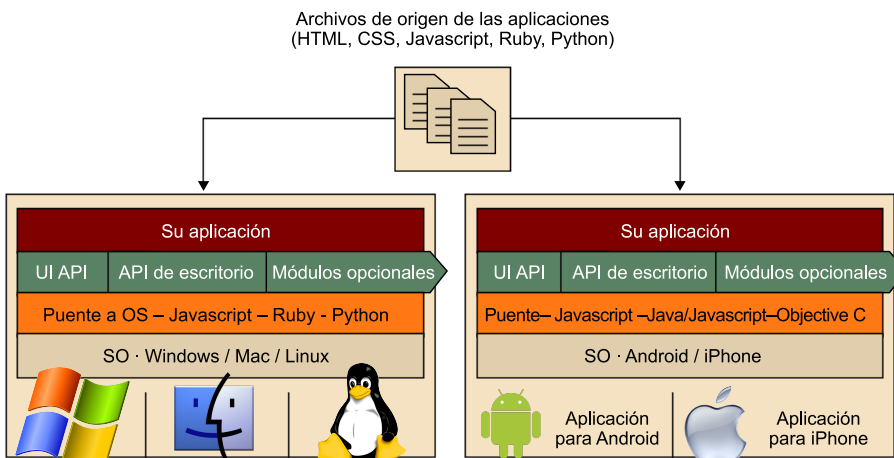 Archivos de origen de las aplicaciones
(HTML, CSS, Javascript, Ruby, Python)
Su aplicación
UI API
API de escritorio
Módulos opcionales
Puente a OS – Javascript – Ruby - Python
SO · Windows / Mac / Linux
Su aplicación
UI API
API de escritorio
Módulos opcionales
Puente– Javascript –Java/Javascript–Objective C
SO · Android / iPhone
Aplicación
para Android
Aplicación
para iPhone